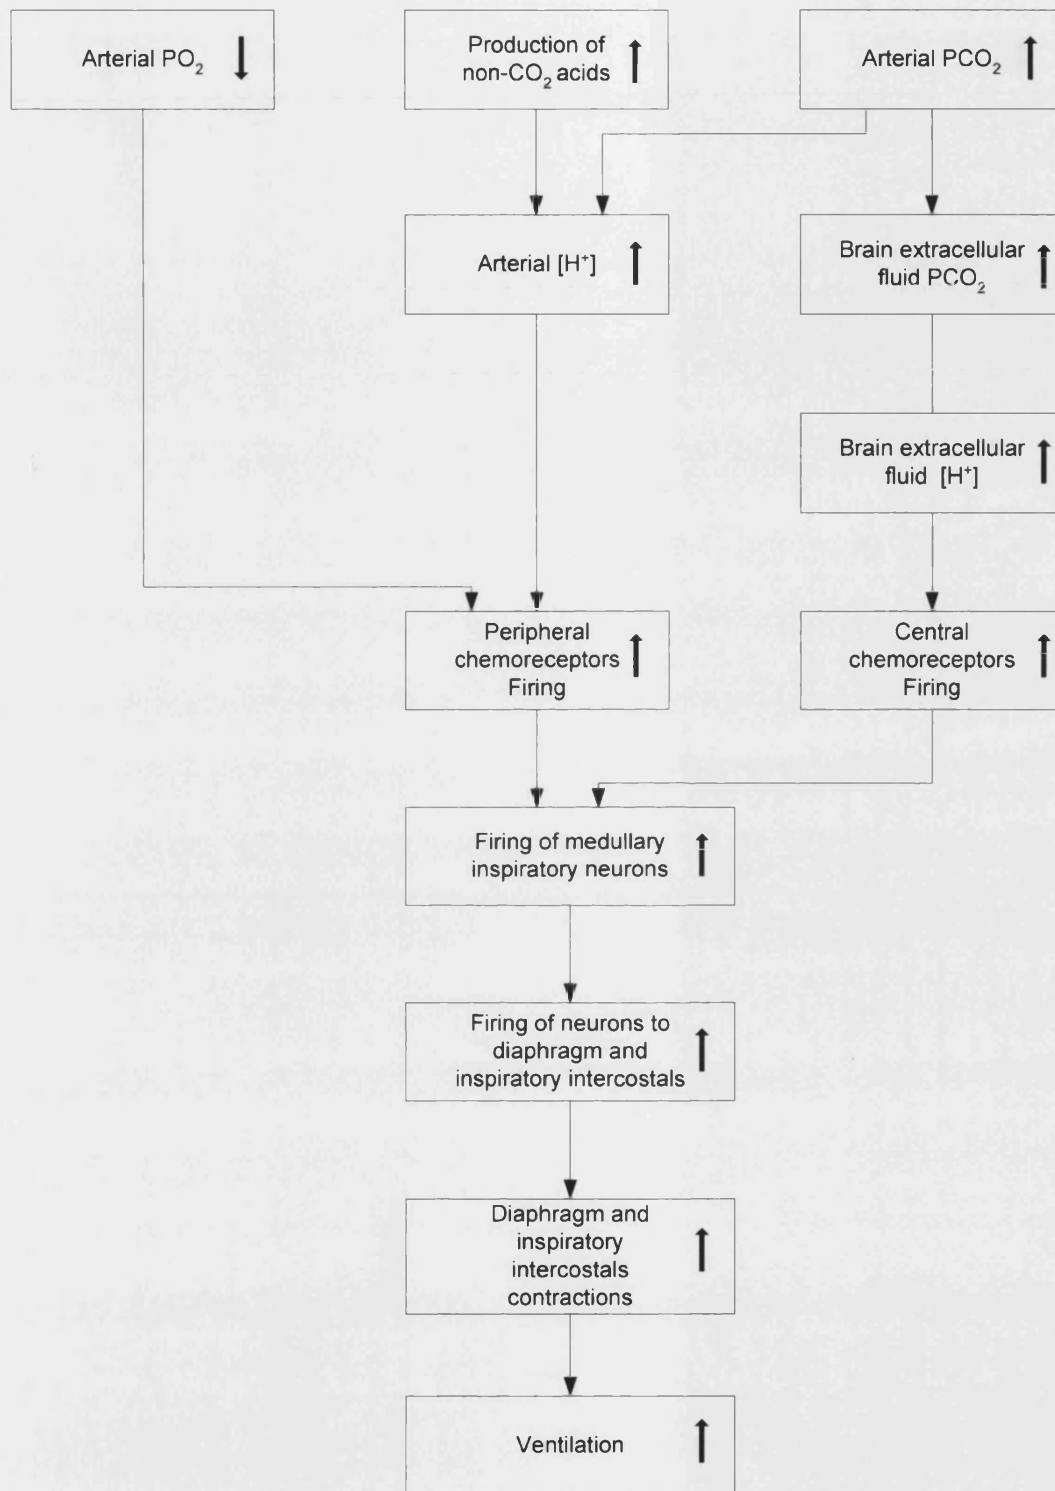 Arterial PO₂
Production of
non-CO₂ acids
Arterial PCO₂
Arterial [H⁺]
Brain extracellular
fluid PCO₂
Brain extracellular
fluid [H⁺]
Peripheral
chemoreceptors
Firing
Central
chemoreceptors
Firing
Firing of medullary
inspiratory neurons
Firing of neurons to
diaphragm and
inspiratory intercostals
Diaphragm and
inspiratory
intercostals
contractions
Ventilation